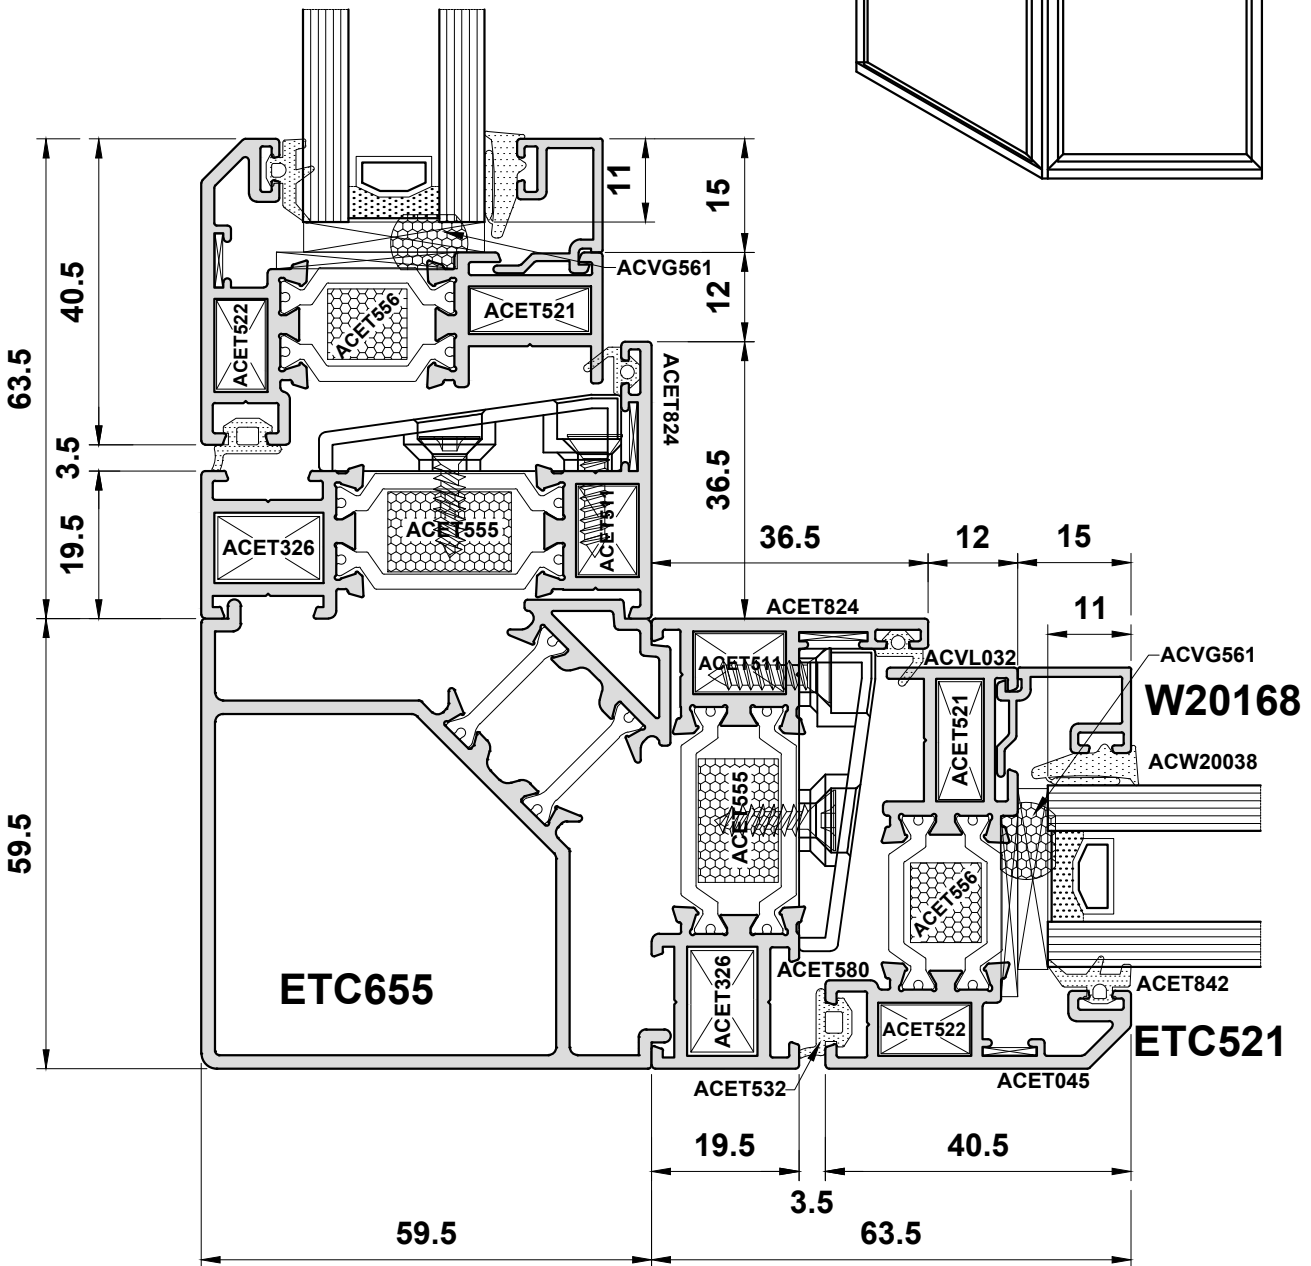 11
15
ACVG561
40.5
12
63.5
ACET556
ACET521
ACET522
ACET824
3.5
36.5
19.5
ACET555
ACET511
ACET326
36.5
12
15
ACET824
11
ACVL032
ACVG561
ACET511
W20168
ACET521
ACW20038
59.5
ACET555
ACET556
ACET580
ACET326
ACET842
ETC655
ACET522
ETC521
ACET532
ACET045
19.5
40.5
3.5
59.5
63.5